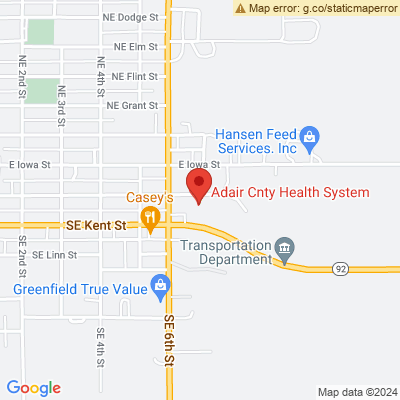 Map error: g.co/staticmaperror
NE Dodge St
NE Elm St
NE 2nd St
NE 3rd St
NE 4th St
NE Flint St
NE Grant St
Hansen Feed
Services. Inc
E Iowa St
E Iowa St
Casey's
Adair Cnty Health System
SE Kent St
Transportation
Department
SE Linn St
SE 2nd St
92
Greenfield True Value
SE 6th St
SE 4th St
Google
Map data ©2024